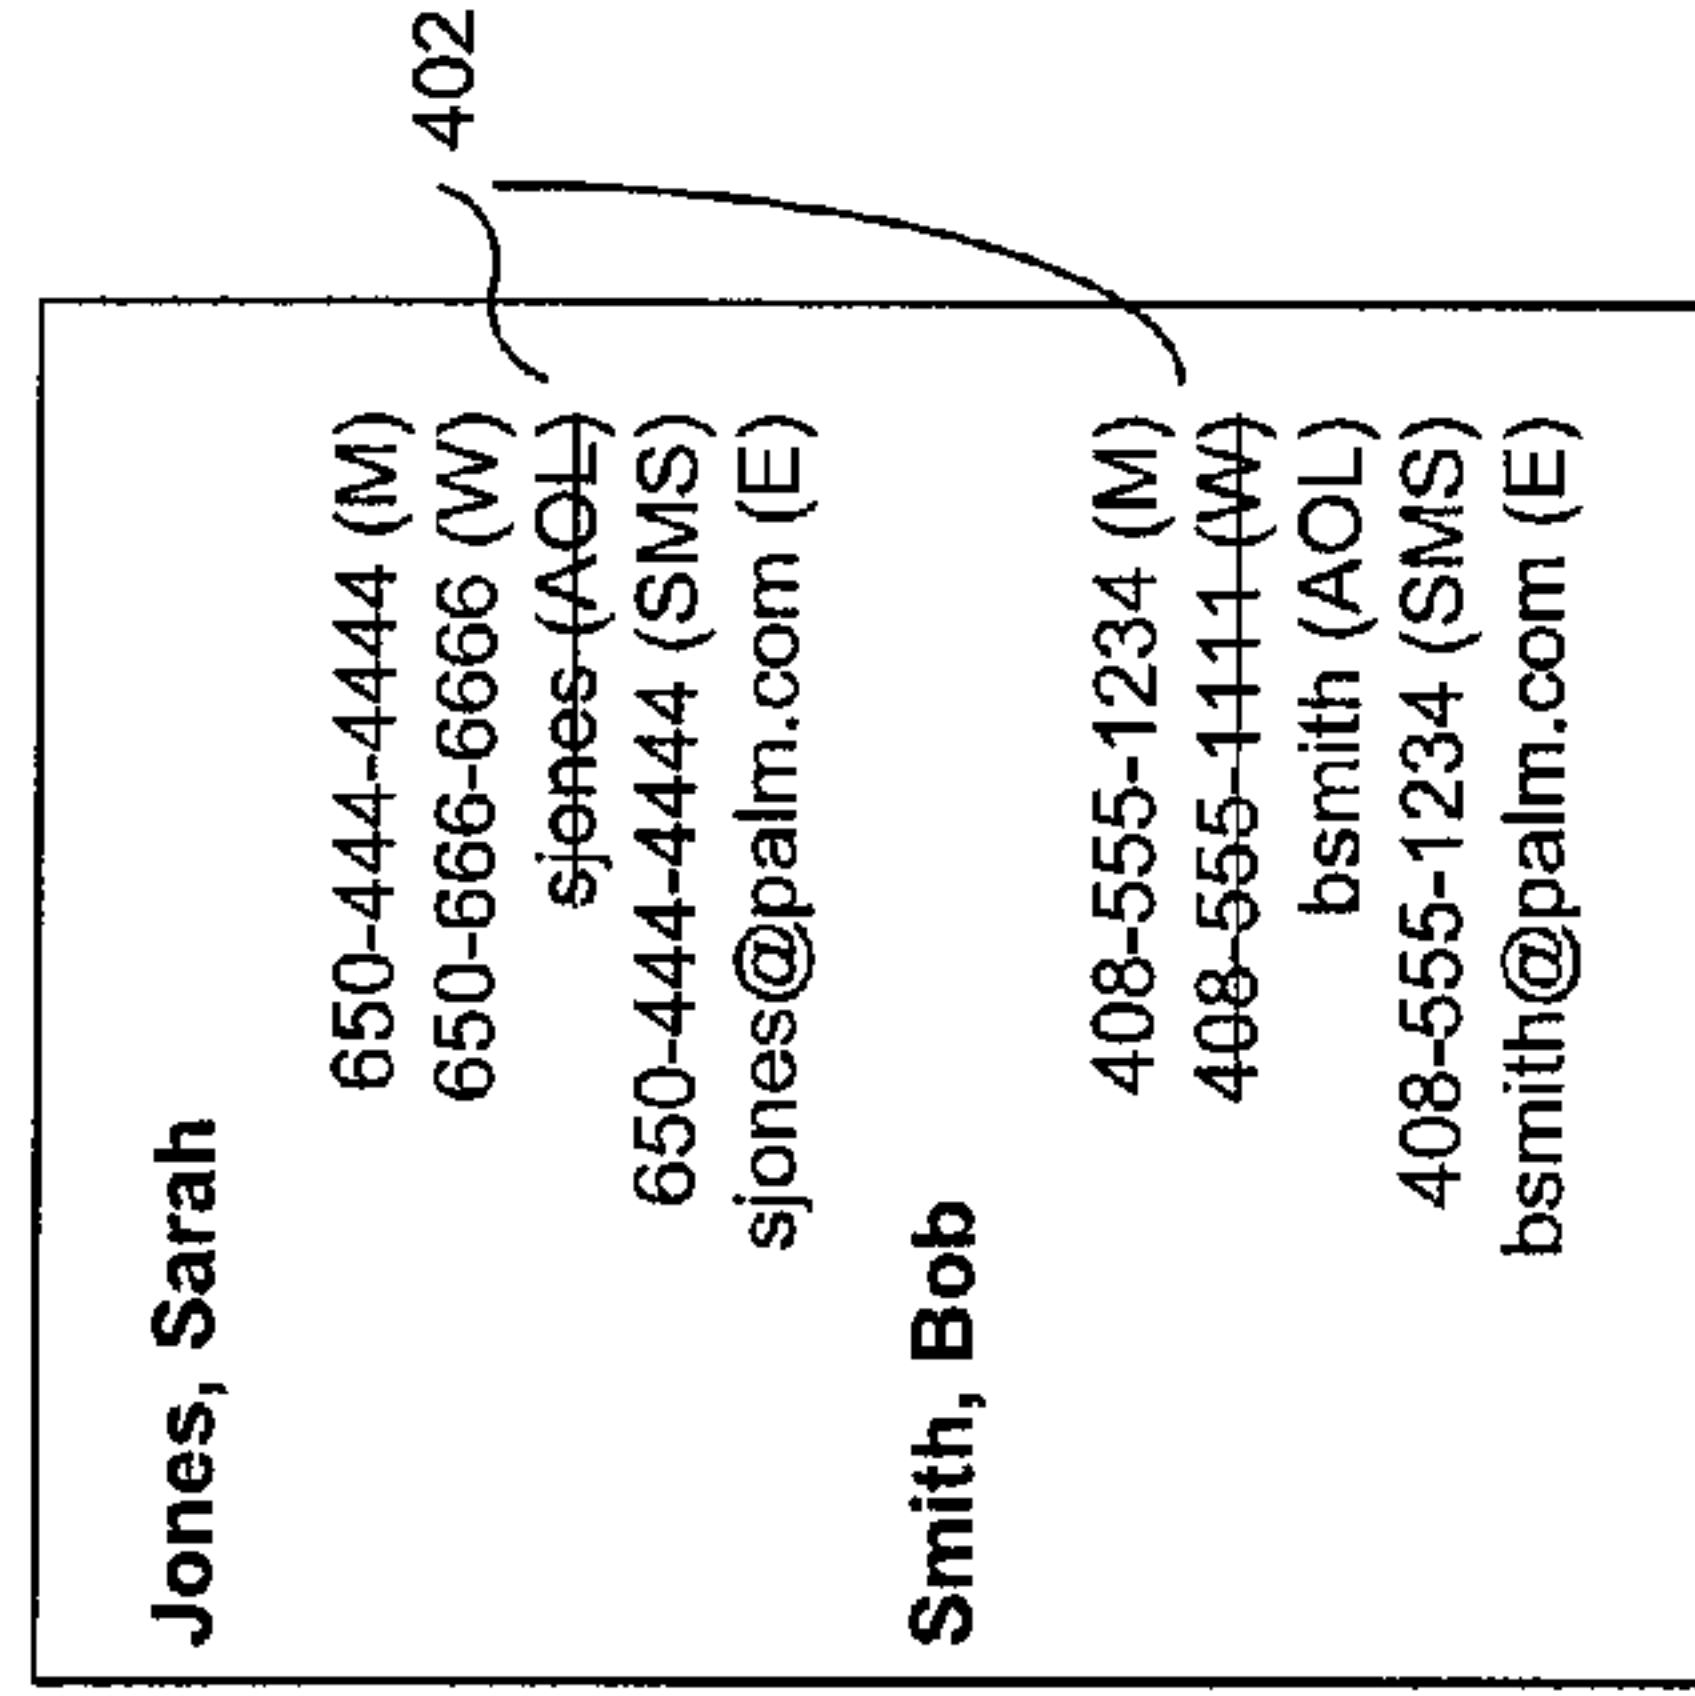 402
Jones, Sarah
650-444-4444 (M)
650-666-6666 (W)
sjones (AOL)
650-444-4444 (SMS)
sjones@palm.com (E)
Smith, Bob
408-555-1234 (M)
408-555-1111 (W)
bsmith (AOL)
408-555-1234 (SMS)
bsmith@palm.com (E)